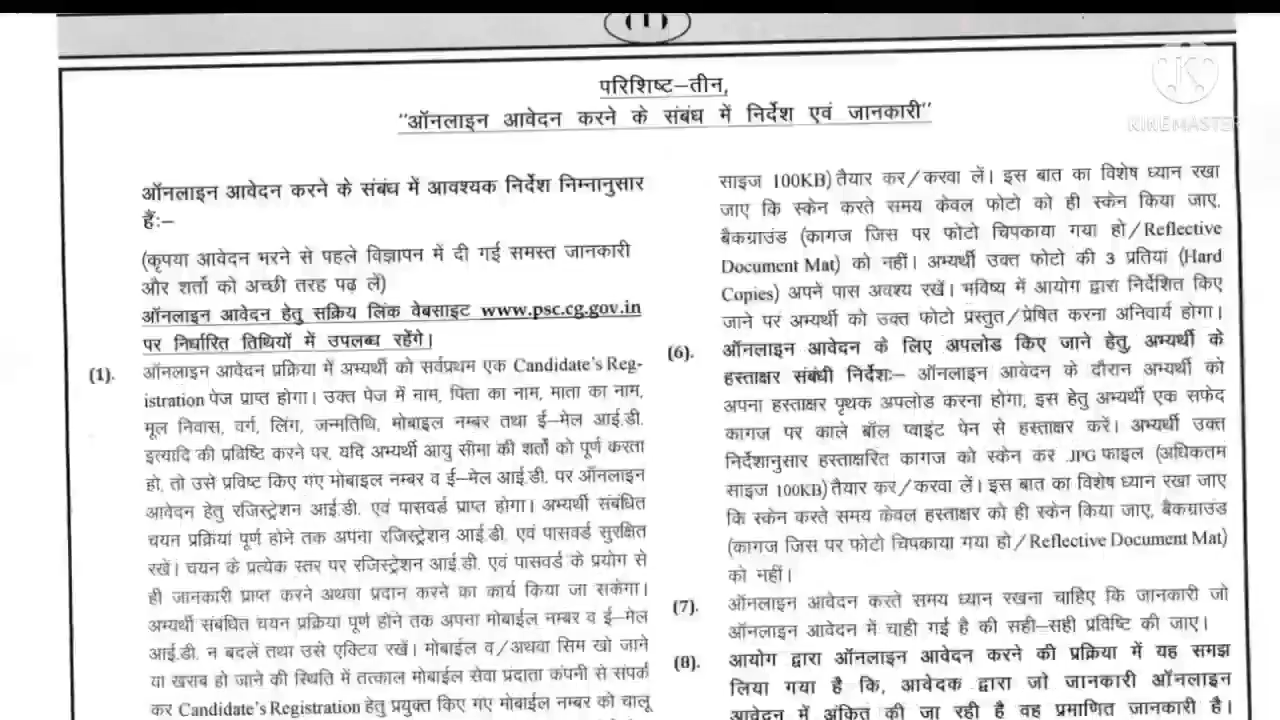 (1)
परिशिष्ट–तीन,
"ऑनलाइन आवेदन करने के संबंध में निर्देश एवं जानकारी"
KINEMASTER
ऑनलाइन आवेदन करने के संबंध में आवश्यक निर्देश निम्नानुसार
हैं:–
(कृपया आवेदन भरने से पहले विज्ञापन में दी गई समस्त जानकारी
और शर्तो को अच्छी तरह पढ़ लें)
ऑनलाइन आवेदन हेतु सक्रिय लिंक वेबसाइट www.psc.cg.gov.in
पर निर्धारित तिथियों में उपलब्ध रहेंगे।
(1). ऑनलाइन आवेदन प्रक्रिया में अभ्यर्थी को सर्वप्रथम एक Candidate's Reg-
istration पेज प्राप्त होगा। उक्त पेज में नाम, पिता का नाम, माता का नाम,
मूल निवास, वर्ग, लिंग, जन्मतिथि, मोबाईल नम्बर तथा ई–मेल आई.डी.
इत्यादि की प्रविष्टि करने पर, यदि अभ्यर्थी आयु सीमा की शर्तो को पूर्ण करता
हो, तो उसे प्रविष्ट किए गए मोबाईल नम्बर व ई–मेल आई.डी. पर ऑनलाइन
आवेदन हेतु रजिस्ट्रेशन आई.डी. एवं पासवर्ड प्राप्त होगा। अभ्यर्थी संबंधित
चयन प्रक्रियां पूर्ण होने तक अपना रजिस्ट्रेशन आई.डी. एवं पासवर्ड सुरक्षित
रखें। चयन के प्रत्येक स्तर पर रजिस्ट्रेशन आई.डी. एवं पासवर्ड के प्रयोग से
ही जानकारी प्राप्त करने अथवा प्रदान करने का कार्य किया जा सकेगा।
अभ्यर्थी संबंधित चयन प्रक्रिया पूर्ण होने तक अपना मोबाईल नम्बर व ई–मेल
आई.डी. न बदलें तथा उसे एक्टिव रखें। मोबाईल व/अथवा सिम खो जाने
या खराब हो जाने की स्थिति में तत्काल मोबाईल सेवा प्रदाता कंपनी से संपर्क
कर Candidate's Registration हेतु प्रयुक्त किए गए मोबाईल नम्बर को चालू
साइज 100KB) तैयार कर/करवा लें। इस बात का विशेष ध्यान रखा
जाए कि स्केन करते समय केवल फोटो को ही स्केन किया जाए,
बैकग्राउंड (कागज जिस पर फोटो चिपकाया गया हो/Reflective
Document Mat) को नहीं। अभ्यर्थी उक्त फोटो की 3 प्रतियां (Hard
Copies) अपने पास अवश्य रखें। भविष्य में आयोग द्वारा निर्देशित किए
जाने पर अभ्यर्थी को उक्त फोटो प्रस्तुत/प्रेषित करना अनिवार्य होगा।
(6). ऑनलाइन आवेदन के लिए अपलोड किए जाने हेतु, अभ्यर्थी के
हस्ताक्षर संबंधी निर्देश:– ऑनलाइन आवेदन के दौरान अभ्यर्थी को
अपना हस्ताक्षर पृथक अपलोड करना होगा, इस हेतु अभ्यर्थी एक सफेद
कागज पर काले बॉल प्वाइंट पेन से हस्ताक्षर करें। अभ्यर्थी उक्त
निर्देशानुसार हस्ताक्षरित कागज को स्केन कर .JPG फाइल (अधिकतम
साइज 100KB) तैयार कर/करवा लें। इस बात का विशेष ध्यान रखा जाए
कि स्केन करते समय केवल हस्ताक्षर को ही स्केन किया जाए, बैकग्राउंड
(कागज जिस पर फोटो चिपकाया गया हो/Reflective Document Mat)
को नहीं।
(7). ऑनलाइन आवेदन करते समय ध्यान रखना चाहिए कि जानकारी जो
ऑनलाइन आवेदन में चाही गई है की सही–सही प्रविष्टि की जाए।
(8). आयोग द्वारा ऑनलाइन आवेदन करने की प्रक्रिया में यह समझ
लिया गया है कि, आवेदक द्वारा जो जानकारी ऑनलाइन
आवेदन में अंकित की जा रही है वह प्रमाणित जानकारी है।